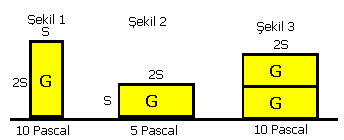 Şekil 1
Şekil 2
Şekil 3
S
2S
G
10 Pascal
2S
S
G
5 Pascal
2S
G
G
10 Pascal